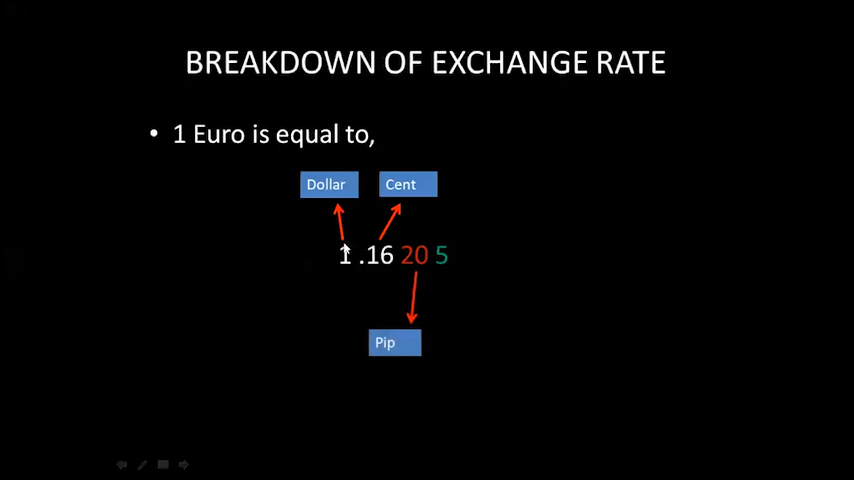 BREAKDOWN OF EXCHANGE RATE
• 1 Euro is equal to,
Dollar Cent
1 .16 20 5
Pip